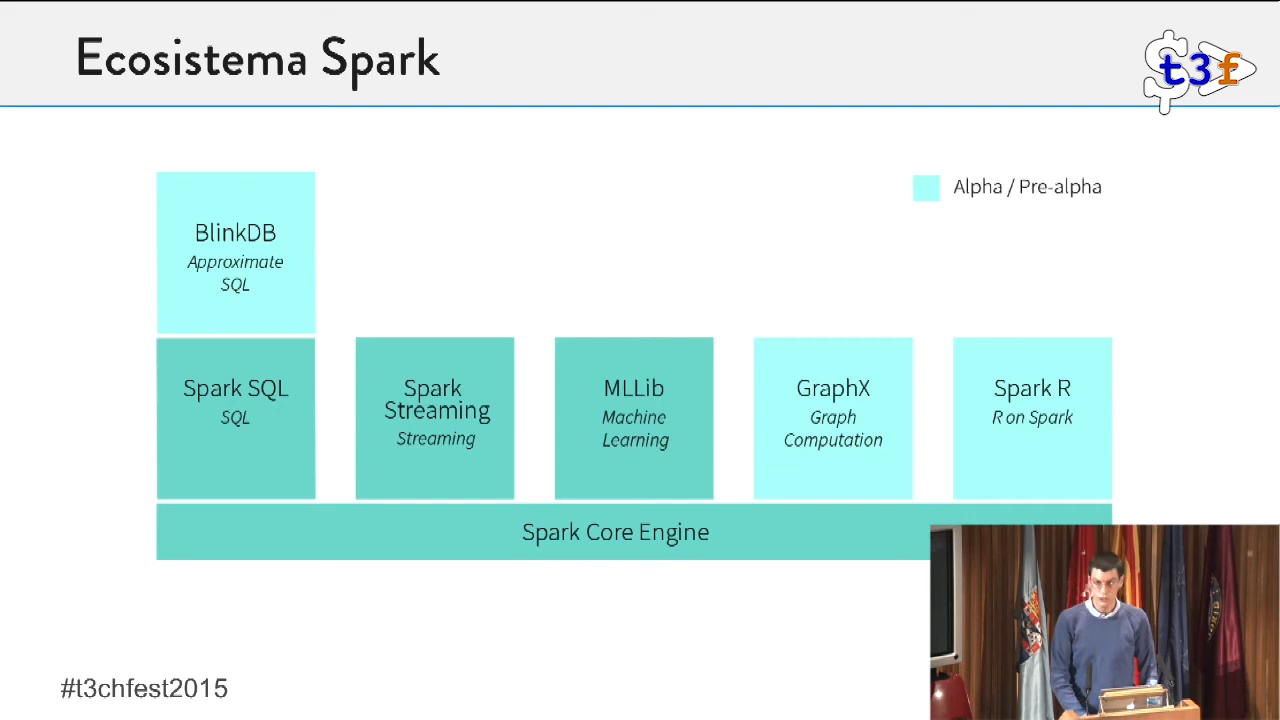 Ecosistema Spark
t3f
Alpha / Pre-alpha
BlinkDB
Approximate
SQL
Spark SQL
SQL
Spark
Streaming
Streaming
MLLib
Machine
Learning
GraphX
Graph
Computation
Spark R
R on Spark
Spark Core Engine
#t3chfest2015